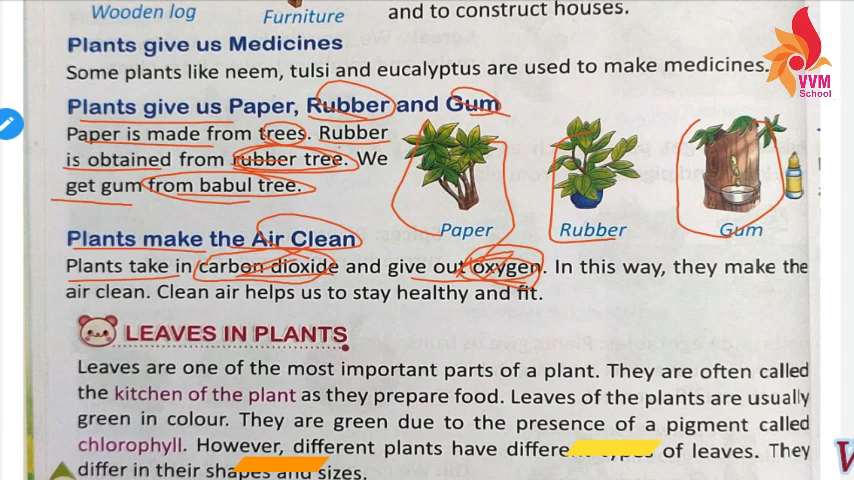 Wooden log
Furniture
and to construct houses.
VVM
School
Plants give us Medicines
Some plants like neem, tulsi and eucalyptus are used to make medicines.
Plants give us Paper, Rubber and Gum
Paper is made from trees. Rubber
is obtained from rubber tree. We
get gum from babul tree.
Paper
Rubber
Gum
Plants make the Air Clean
Plants take in carbon dioxide and give out oxygen. In this way, they make the
air clean. Clean air helps us to stay healthy and fit.
LEAVES IN PLANTS
Leaves are one of the most important parts of a plant. They are often called
the kitchen of the plant as they prepare food. Leaves of the plants are usually
green in colour. They are green due to the presence of a pigment called
chlorophyll. However, different plants have different types of leaves. They
differ in their shapes and sizes.
V